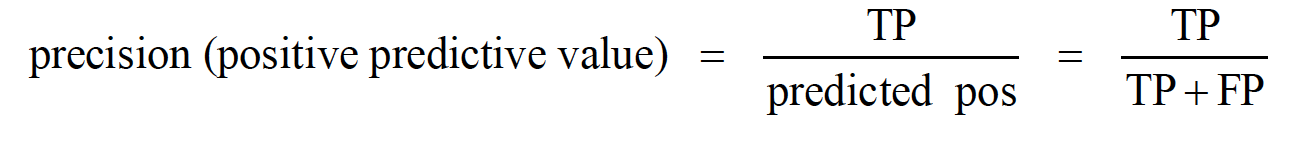 precision (positive predictive value) = TP / predicted pos = TP / TP + FP